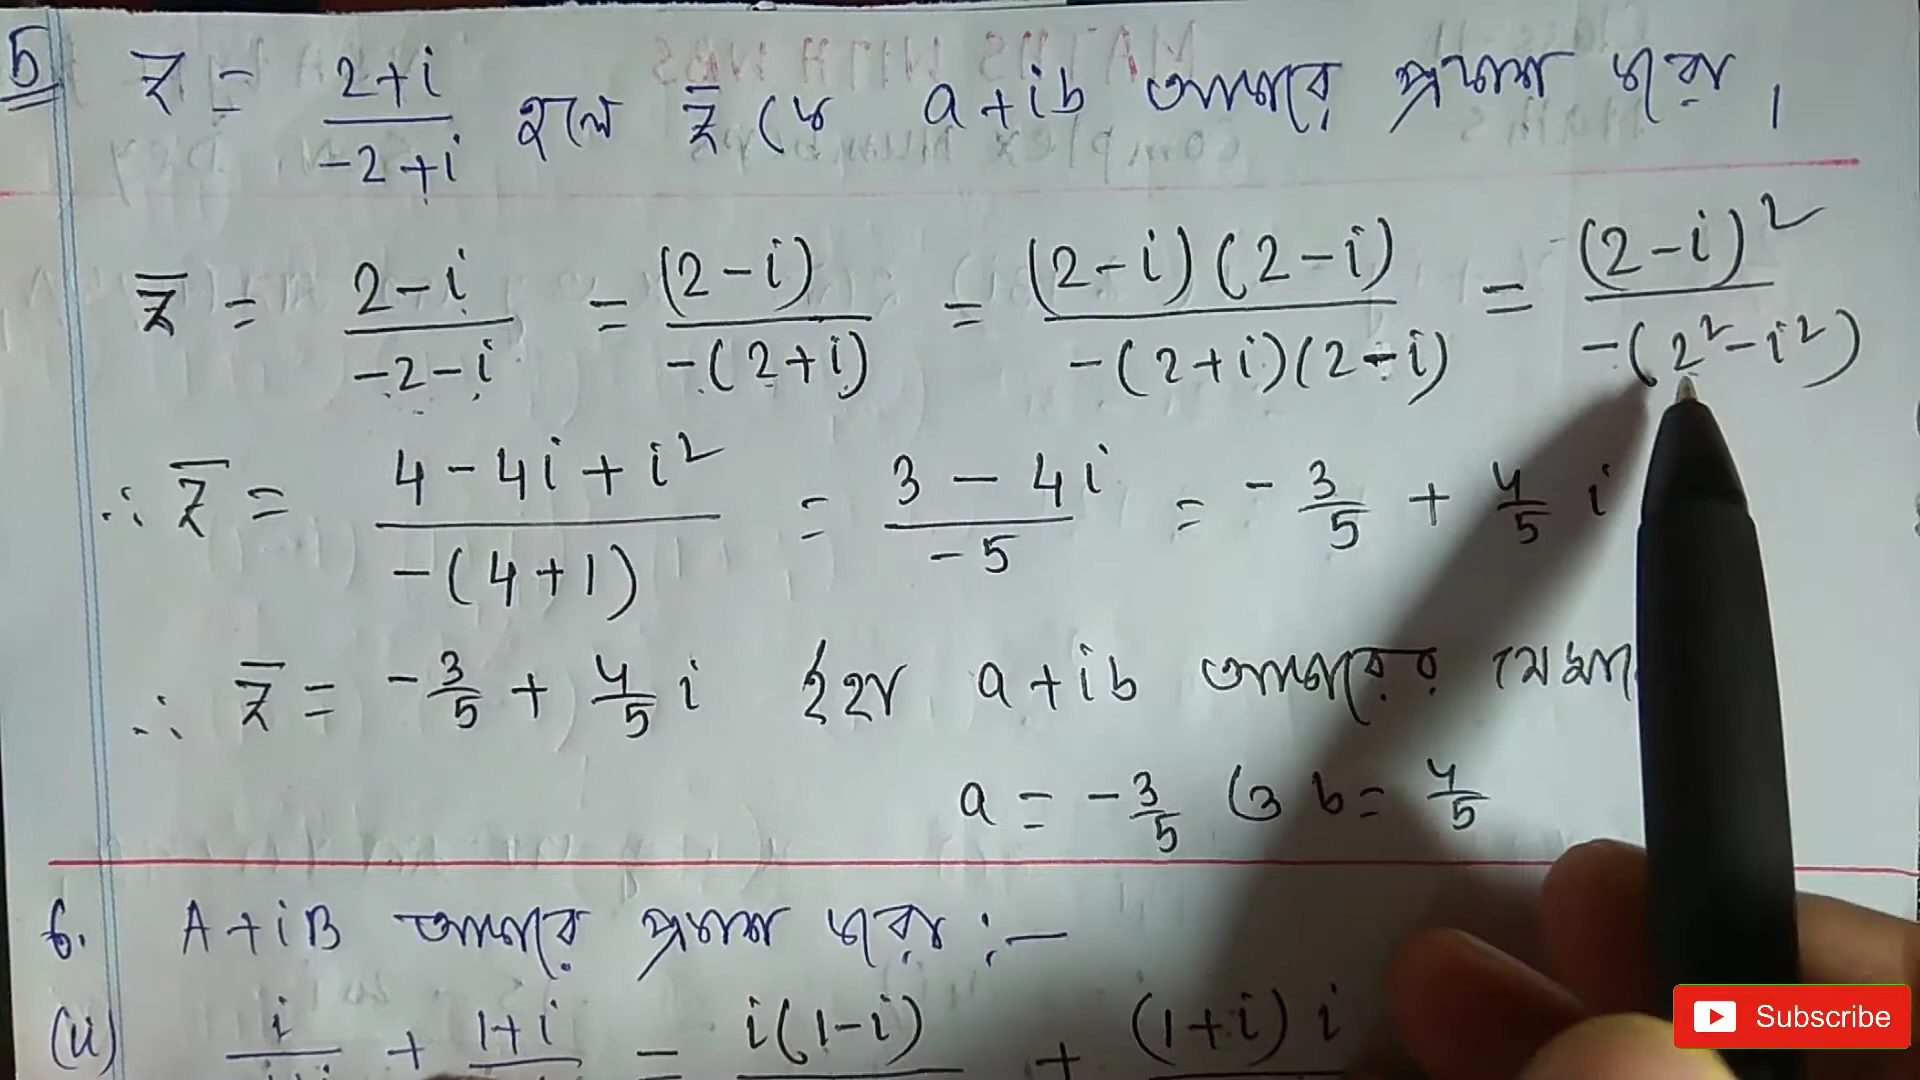 5 z = 2+i / -2+i হলে z̅ কে a+ib আকারে প্রকাশ করো।
z̅ = 2-i / -2-i = (2-i) / -(2+i) = (2-i)(2-i) / -(2+i)(2-i) = (2-i)² / -(2²-i²)
∴ z̅ = 4-4i+i² / -(4+1) = 3-4i / -5 = -3/5 + 4/5 i
∴ z̅ = -3/5 + 4/5 i ইহা a+ib আকারের যেখানে
a = -3/5 ও b = 4/5
6. A+iB আকারে প্রকাশ করো :—
(ii) i + 1+i = i(1-i) + (1+i) i
Subscribe